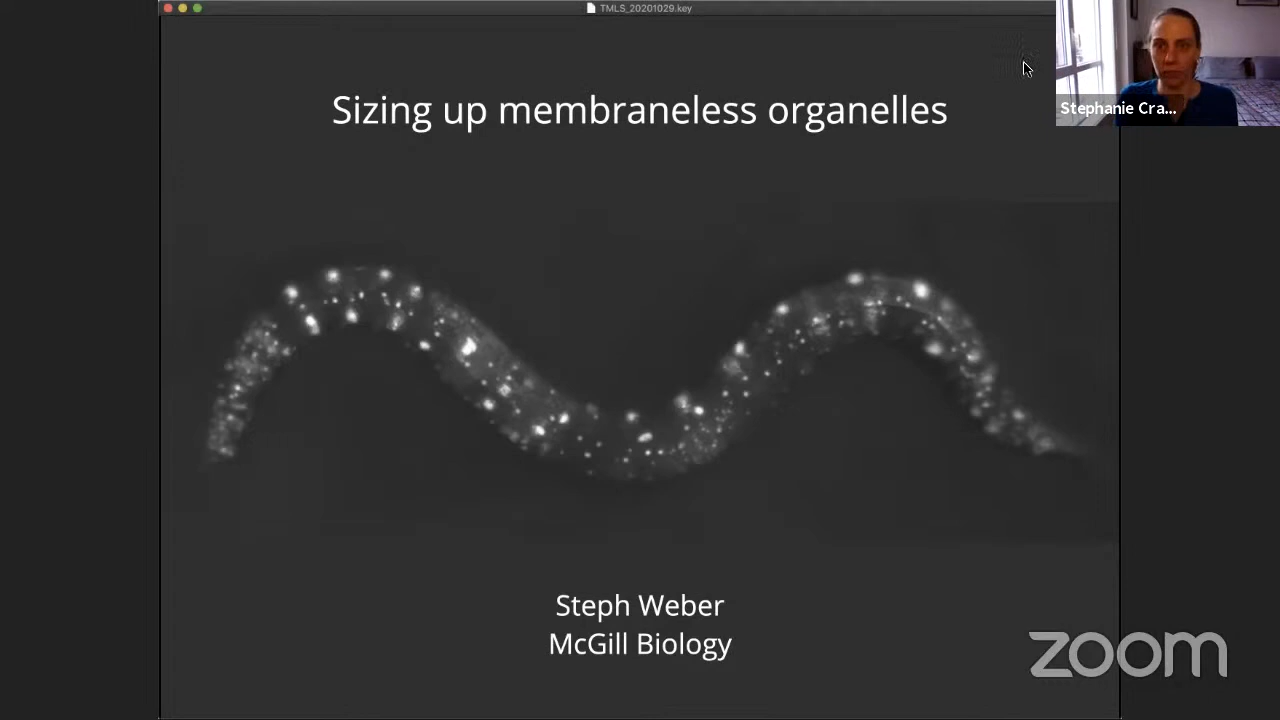 TMLS_20201029.key
Sizing up membraneless organelles
Stephanie Cra...
Steph Weber
McGill Biology
zoom